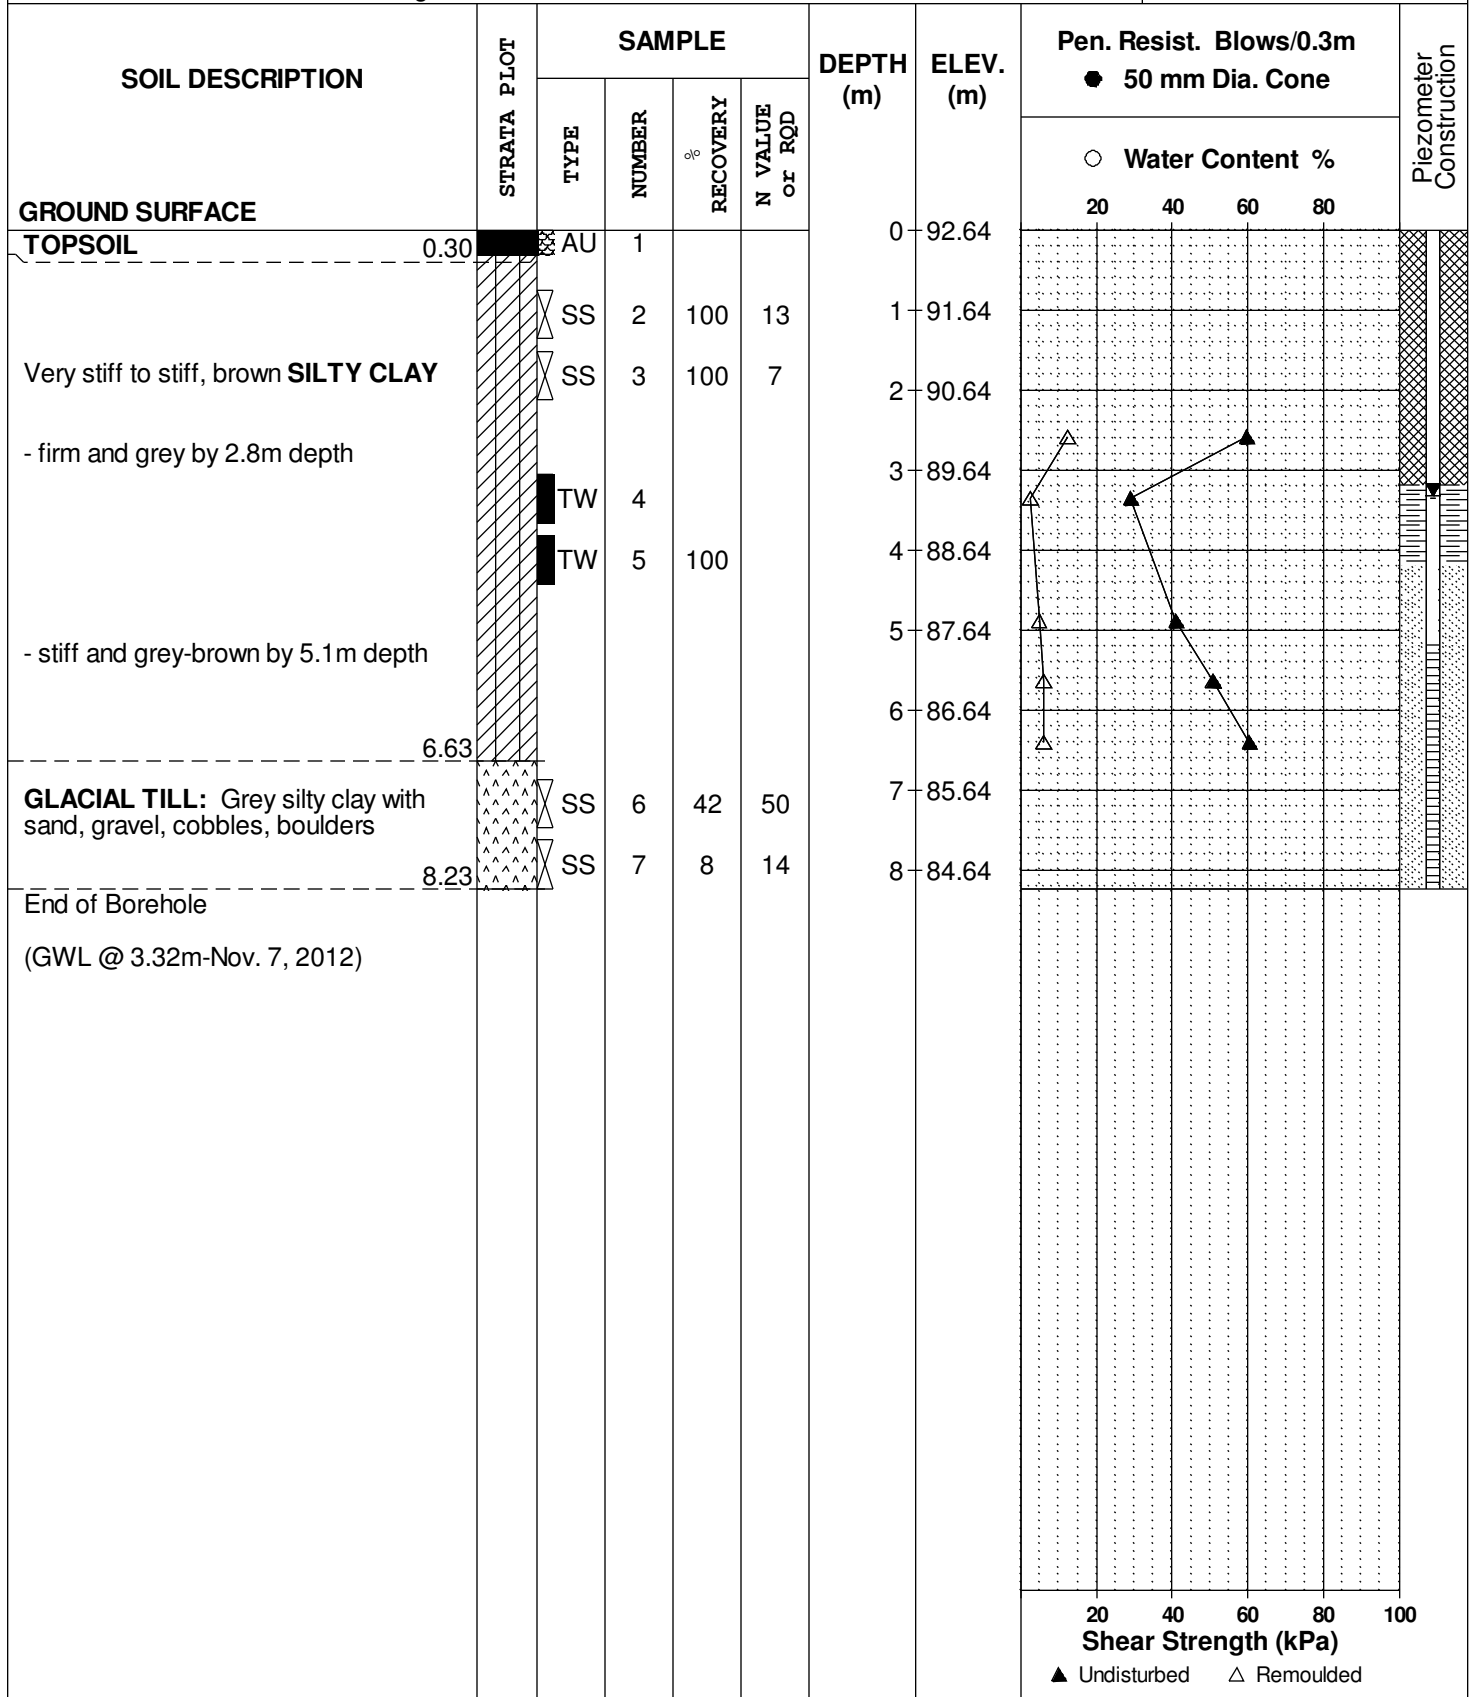 SOIL DESCRIPTION
GROUND SURFACE
STRATA PLOT
SAMPLE
TYPE
NUMBER
%
RECOVERY
N VALUE
or RQD
DEPTH
(m)
ELEV.
(m)
Pen. Resist. Blows/0.3m
● 50 mm Dia. Cone
○ Water Content %
20 40 60 80
Piezometer
Construction
TOPSOIL 0.30 AU 1
0 92.64
SS 2 100 13
1 91.64
Very stiff to stiff, brown SILTY CLAY SS 3 100 7
2 90.64
- firm and grey by 2.8m depth
3 89.64
TW 4
4 88.64
TW 5 100
5 87.64
- stiff and grey-brown by 5.1m depth
6 86.64
6.63
GLACIAL TILL: Grey silty clay with
sand, gravel, cobbles, boulders
SS 6 42 50
7 85.64
SS 7 8 14
8 84.64
8.23
End of Borehole
(GWL @ 3.32m-Nov. 7, 2012)
20 40 60 80 100
Shear Strength (kPa)
▲ Undisturbed △ Remoulded